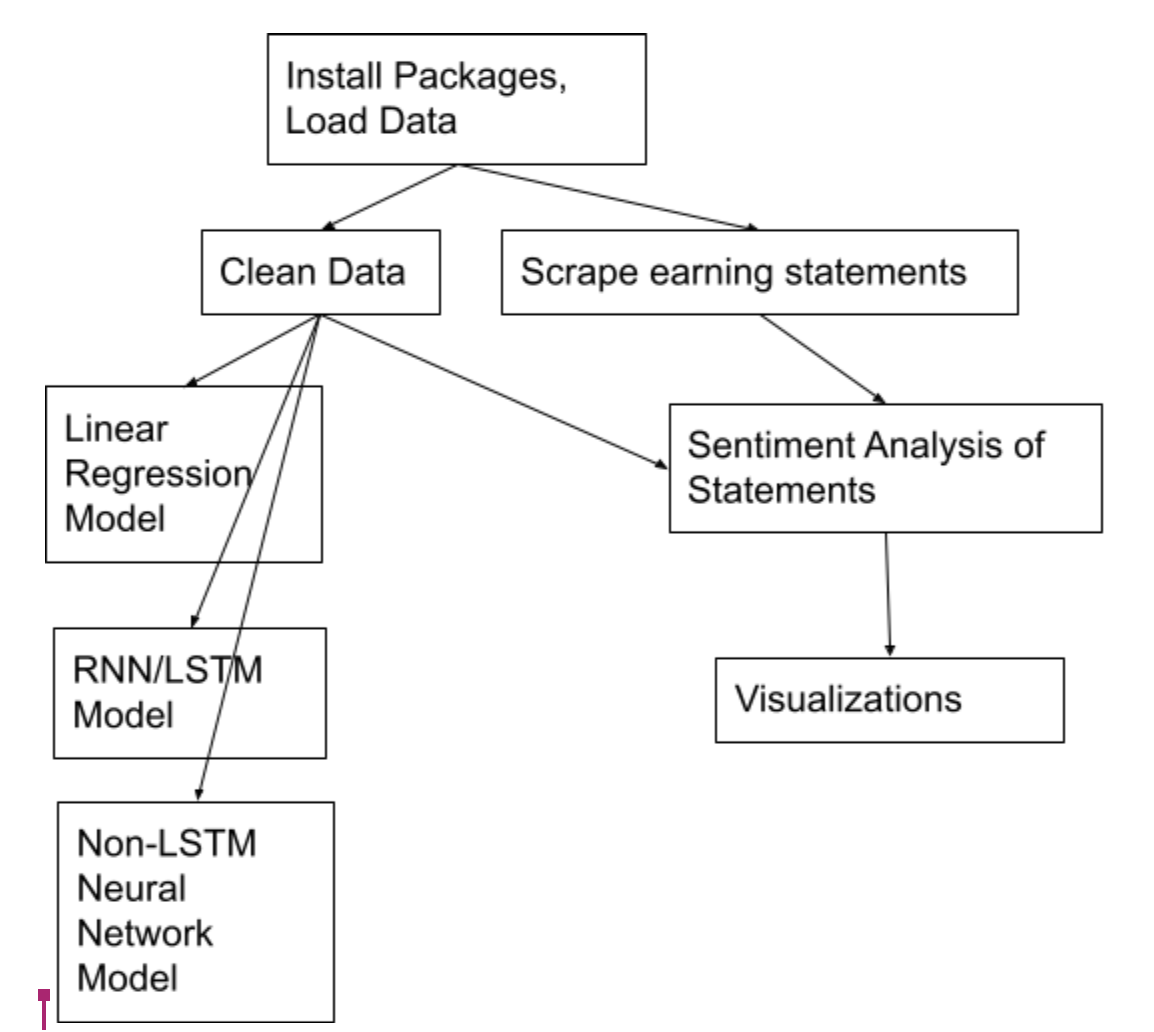 Install Packages,
Load Data
Clean Data
Scrape earning statements
Linear
Regression
Model
Sentiment Analysis of
Statements
RNN/LSTM
Model
Visualizations
Non-LSTM
Neural
Network
Model